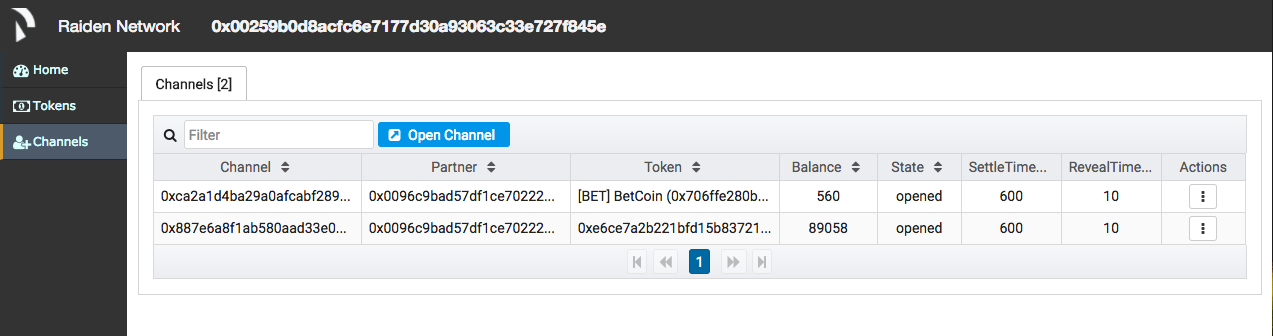 Raiden Network 0x00259b0d8acfc6e7177d30a93063c33e727f845e
Home
Tokens
Channels
Channels [2]
Filter Open Channel
Channel Partner Token Balance State SettleTime... RevealTime... Actions
0xca2a1d4ba29a0afcabf289... 0x0096c9bad57df1ce70222... [BET] BetCoin (0x706ffe280b... 560 opened 600 10
0x887e6a8f1ab580aad33e0... 0x0096c9bad57df1ce70222... 0xe6ce7a2b221bfd15b83721... 89058 opened 600 10
1